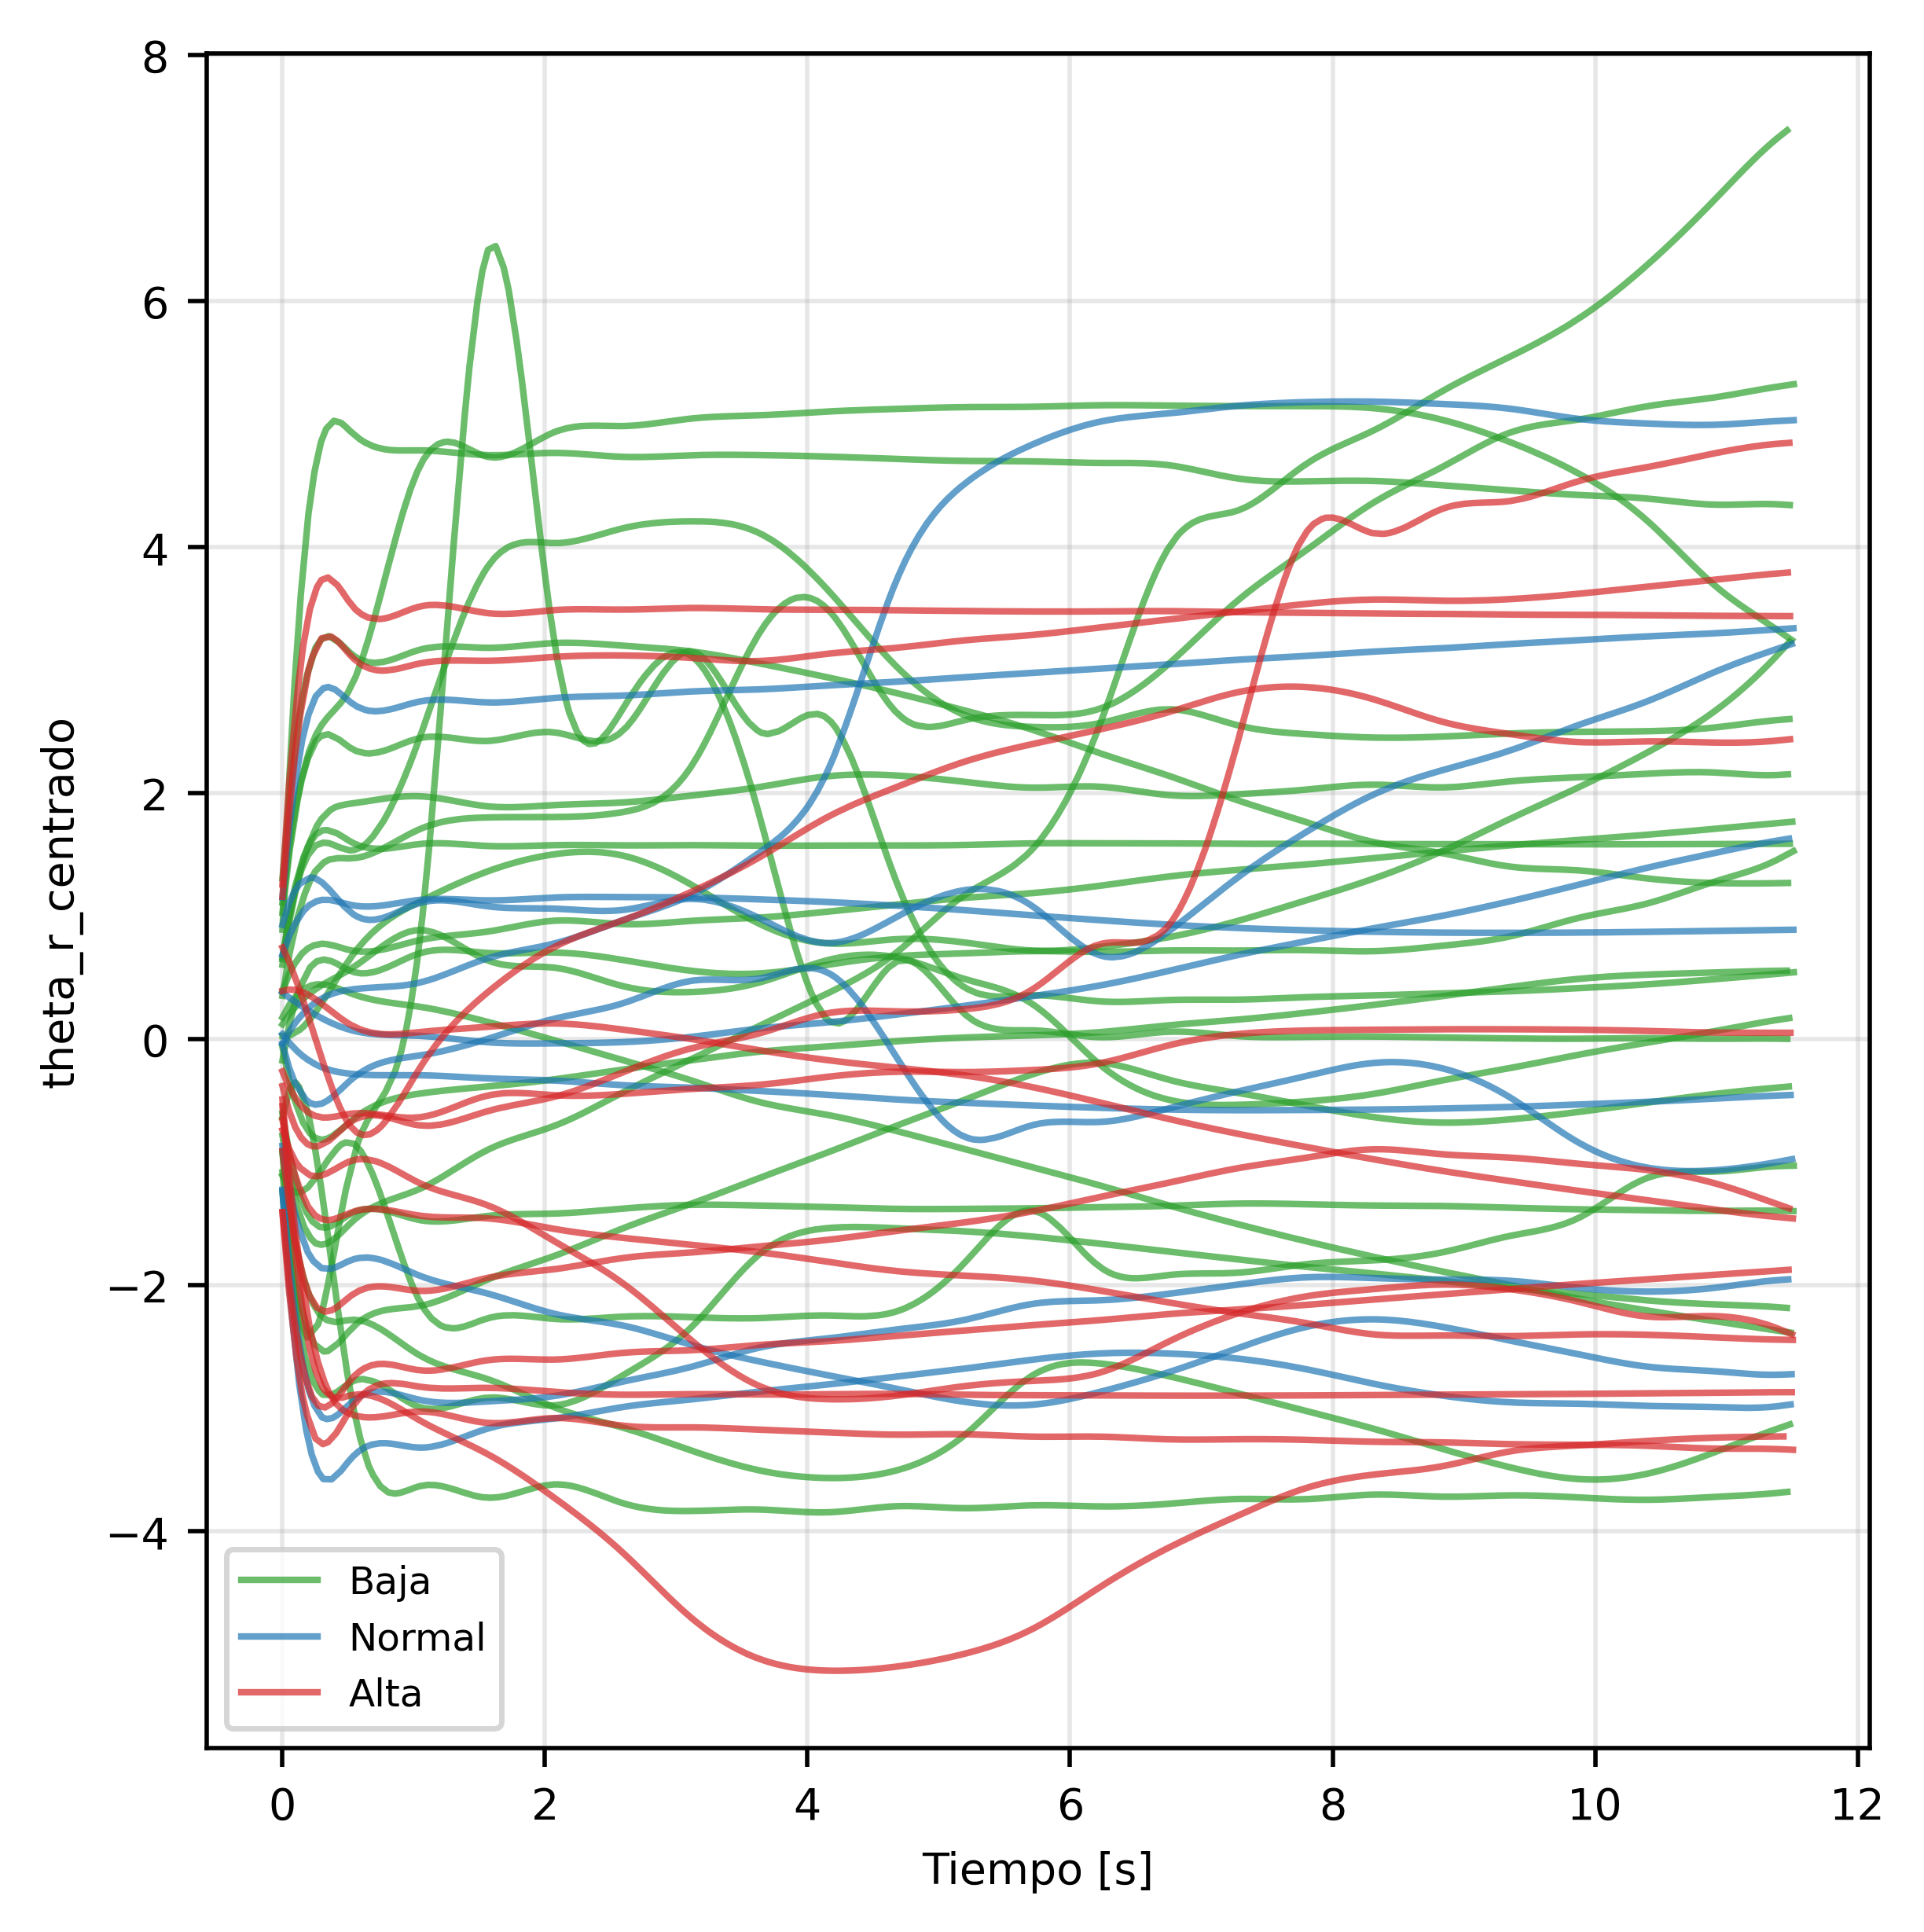 8
6
4
2
0
−2
−4
theta_r_centrado
Baja
Normal
Alta
0 2 4 6 8 10 12
Tiempo [s]